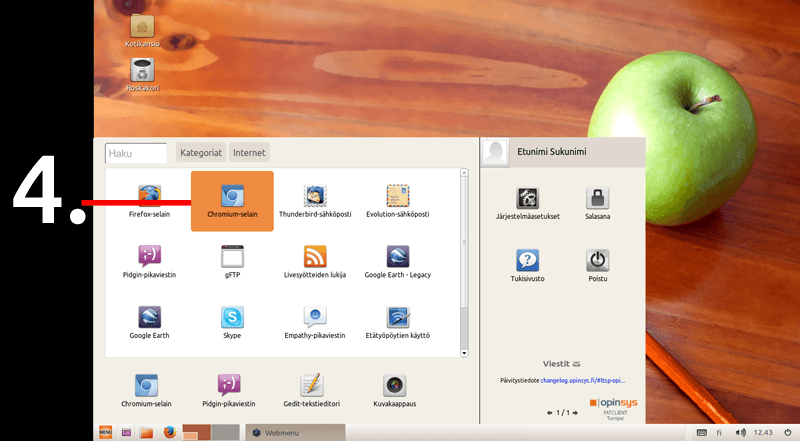 Kotikansio
Roskakori
4.
Haku
Kategoriat
Internet
Etunimi Sukunimi
Firefox-selain
Chromium-selain
Thunderbird-sähköposti
Evolution-sähköposti
Järjestelmäasetukset
Salasana
Pidgin-pikaviestin
gFTP
Livesyötteiden lukija
Google Earth - Legacy
Tukisivusto
Poistu
Google Earth
Skype
Empathy-pikaviestin
Etätyöpöytien käyttö
Viestit
Päivitystiedote changelog.opinsys.fi/#ltsp-opi...
Chromium-selain
Pidgin-pikaviestin
Gedit-tekstieditori
Kuvakaappaus
1 / 1
opinsys
FATCLIENT
Turnipsi
MENU
Webmenu
fi
12.43